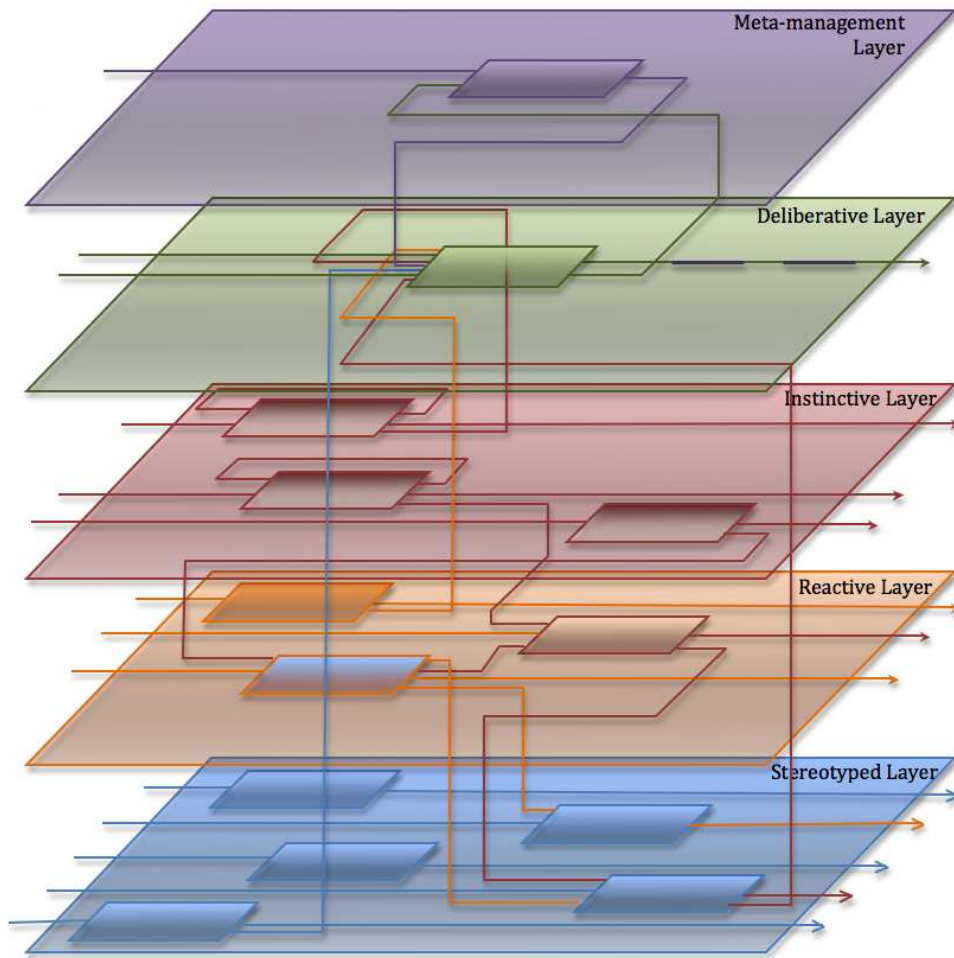 Meta-management
Layer
Deliberative Layer
Instinctive Layer
Reactive Layer
Stereotyped Layer